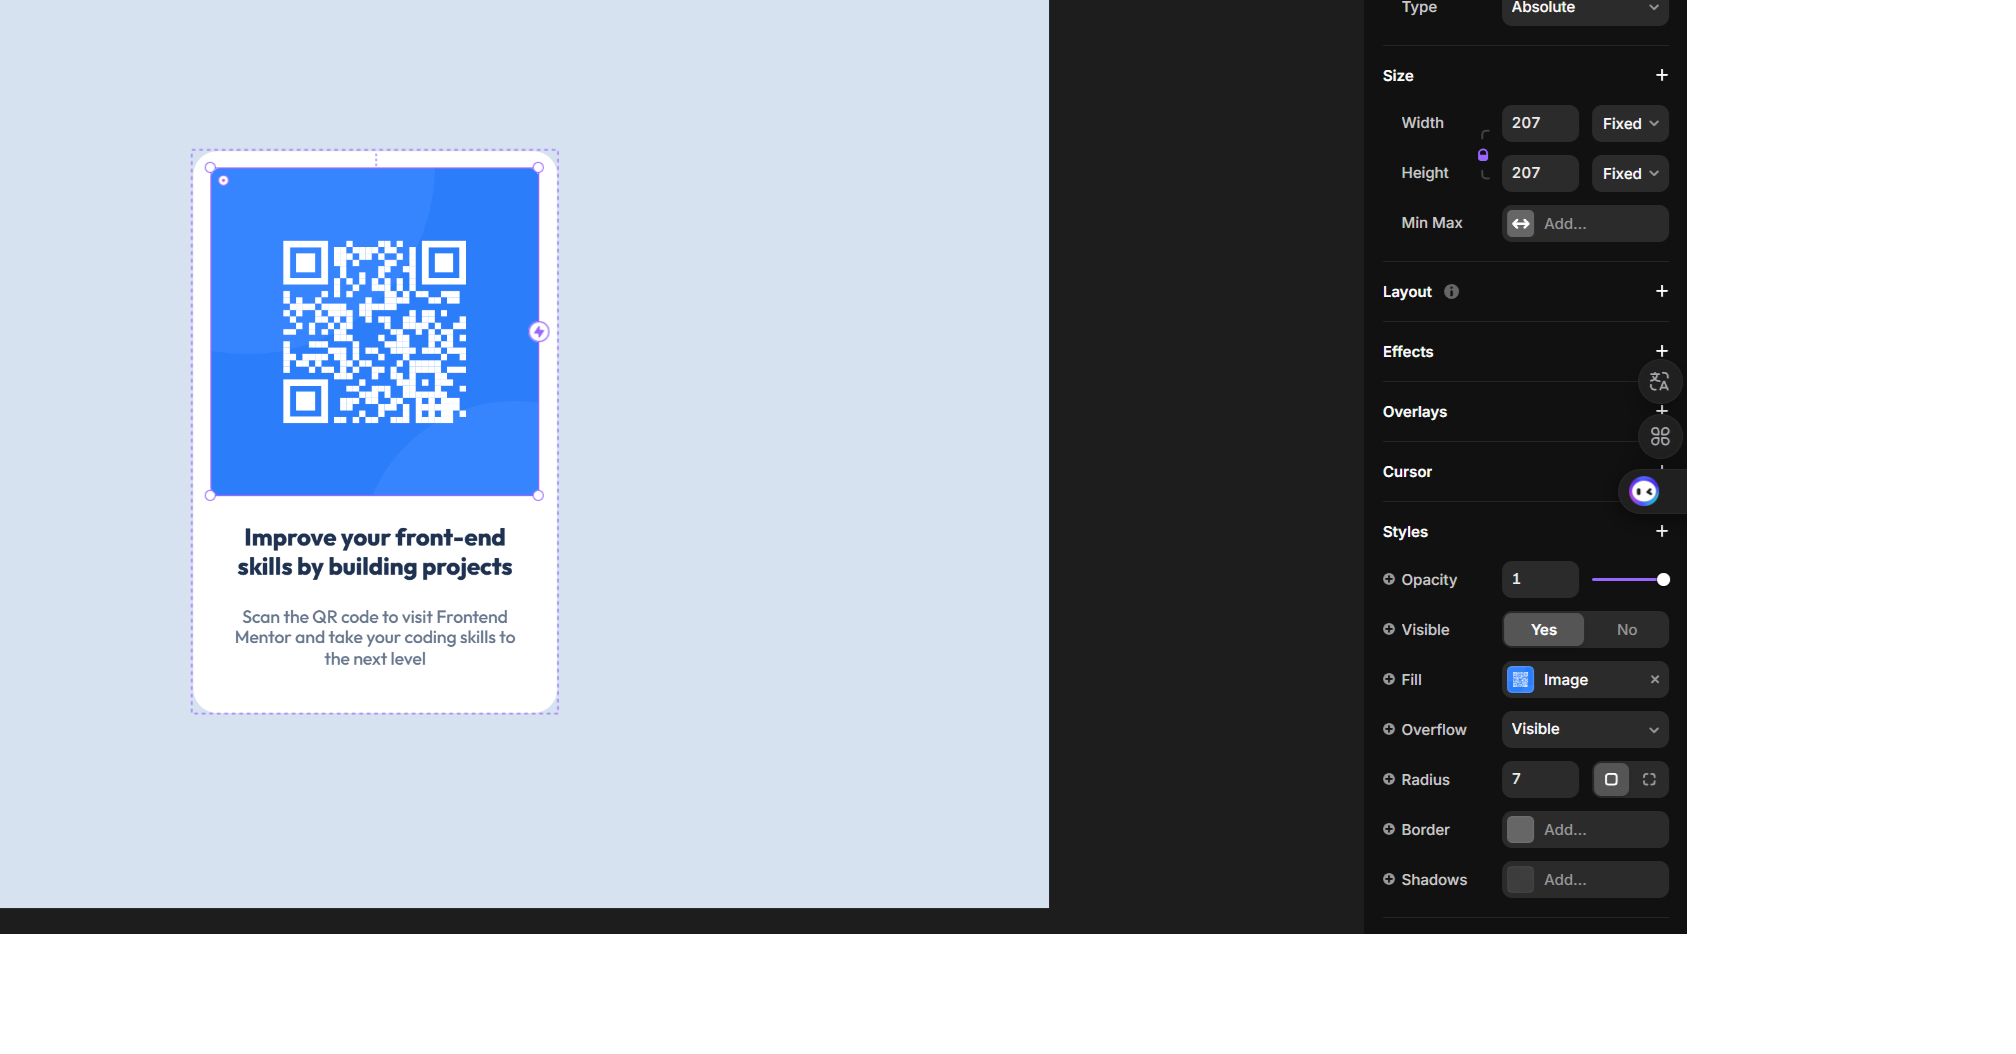 Type
Absolute
Size
Width
207
Fixed
Height
207
Fixed
Min Max
Add...
Layout
Effects
Overlays
Cursor
Styles
Opacity
1
Visible
Yes
No
Fill
Image
Overflow
Visible
Radius
7
Border
Add...
Shadows
Add...
Improve your front-end
skills by building projects
Scan the QR code to visit Frontend
Mentor and take your coding skills to
the next level